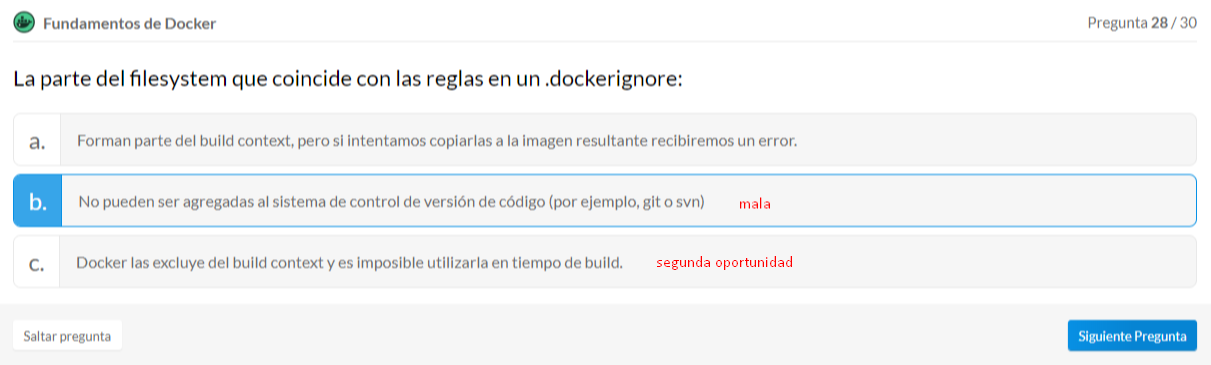 Fundamentos de Docker
Pregunta 28 / 30
La parte del filesystem que coincide con las reglas en un .dockerignore:
a. Forman parte del build context, pero si intentamos copiarlas a la imagen resultante recibiremos un error.
b. No pueden ser agregadas al sistema de control de versión de código (por ejemplo, git o svn) mala
c. Docker las excluye del build context y es imposible utilizarla en tiempo de build. segunda oportunidad
Saltar pregunta
Siguiente Pregunta